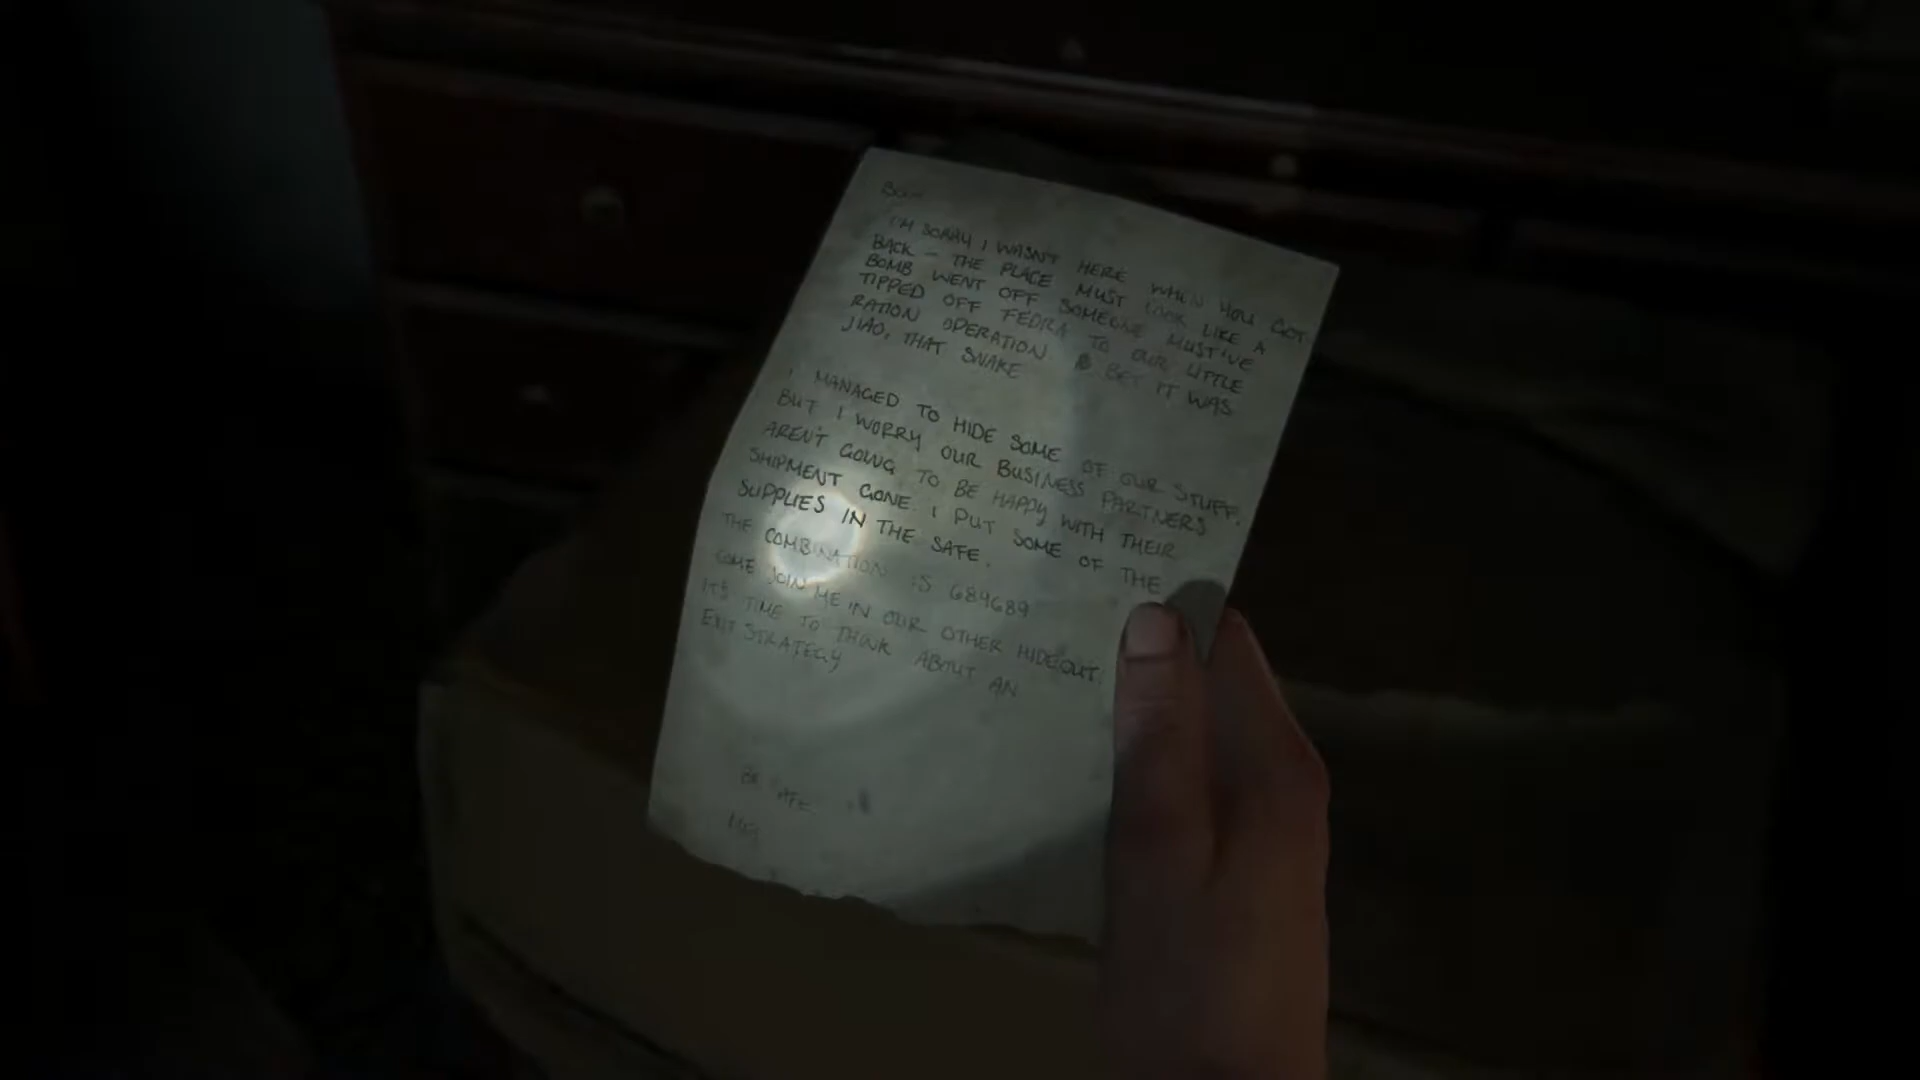 I'M SORRY I WASN'T HERE WHEN YOU GOT
BACK – THE PLACE MUST LOOK LIKE A
BOMB WENT OFF SOMEONE MUST'VE
TIPPED OFF FEDRA TO OUR LITTLE
RATION OPERATION. BET IT WAS
JIAO, THAT SNAKE
I MANAGED TO HIDE SOME OF OUR STUFF,
BUT I WORRY OUR BUSINESS PARTNERS
AREN'T GOING TO BE HAPPY WITH THEIR
SHIPMENT GONE. I PUT SOME OF THE
SUPPLIES IN THE SAFE.
THE COMBINATION IS 689689
COME JOIN ME IN OUR OTHER HIDEOUT.
IT'S TIME TO THINK ABOUT AN
EXIT STRATEGY